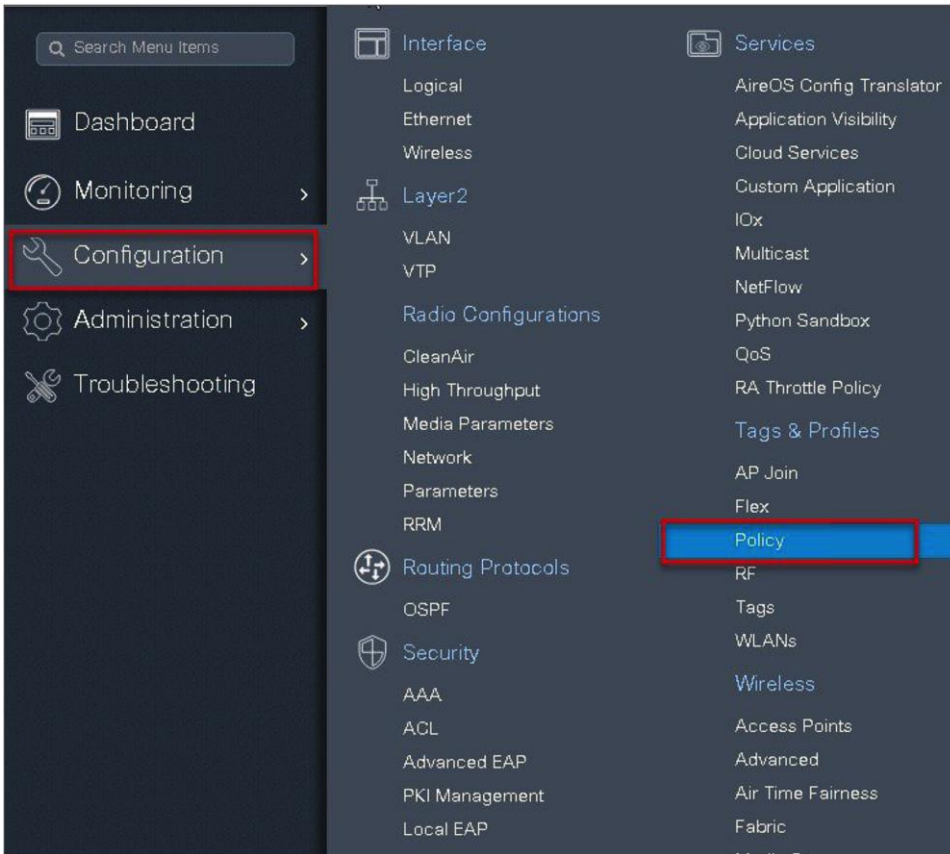 Search Menu Items
Dashboard
Monitoring
Configuration
Administration
Troubleshooting
Interface
Logical
Ethernet
Wireless
Layer2
VLAN
VTP
Radio Configurations
CleanAir
High Throughput
Media Parameters
Network
Parameters
RRM
Routing Protocols
OSPF
Security
AAA
ACL
Advanced EAP
PKI Management
Local EAP
Services
AireOS Config Translator
Application Visibility
Cloud Services
Custom Application
IOx
Multicast
NetFlow
Python Sandbox
QoS
RA Throttle Policy
Tags & Profiles
AP Join
Flex
Policy
RF
Tags
WLANs
Wireless
Access Points
Advanced
Air Time Fairness
Fabric